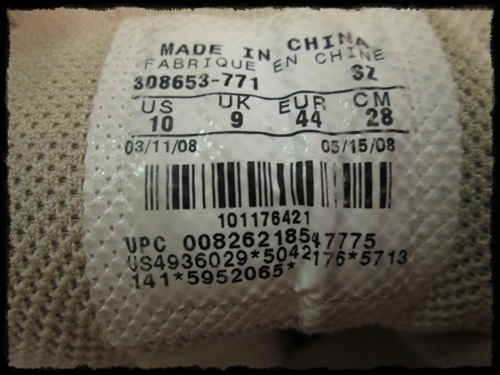 MADE IN CHINA
FABRIQUE EN CHINE
308653-771 SZ
US UK EUR CM
10 9 44 28
03/11/08 05/15/08
101176421
UPC 00826218547775
US4936029*5042176*5713
141*5952065*